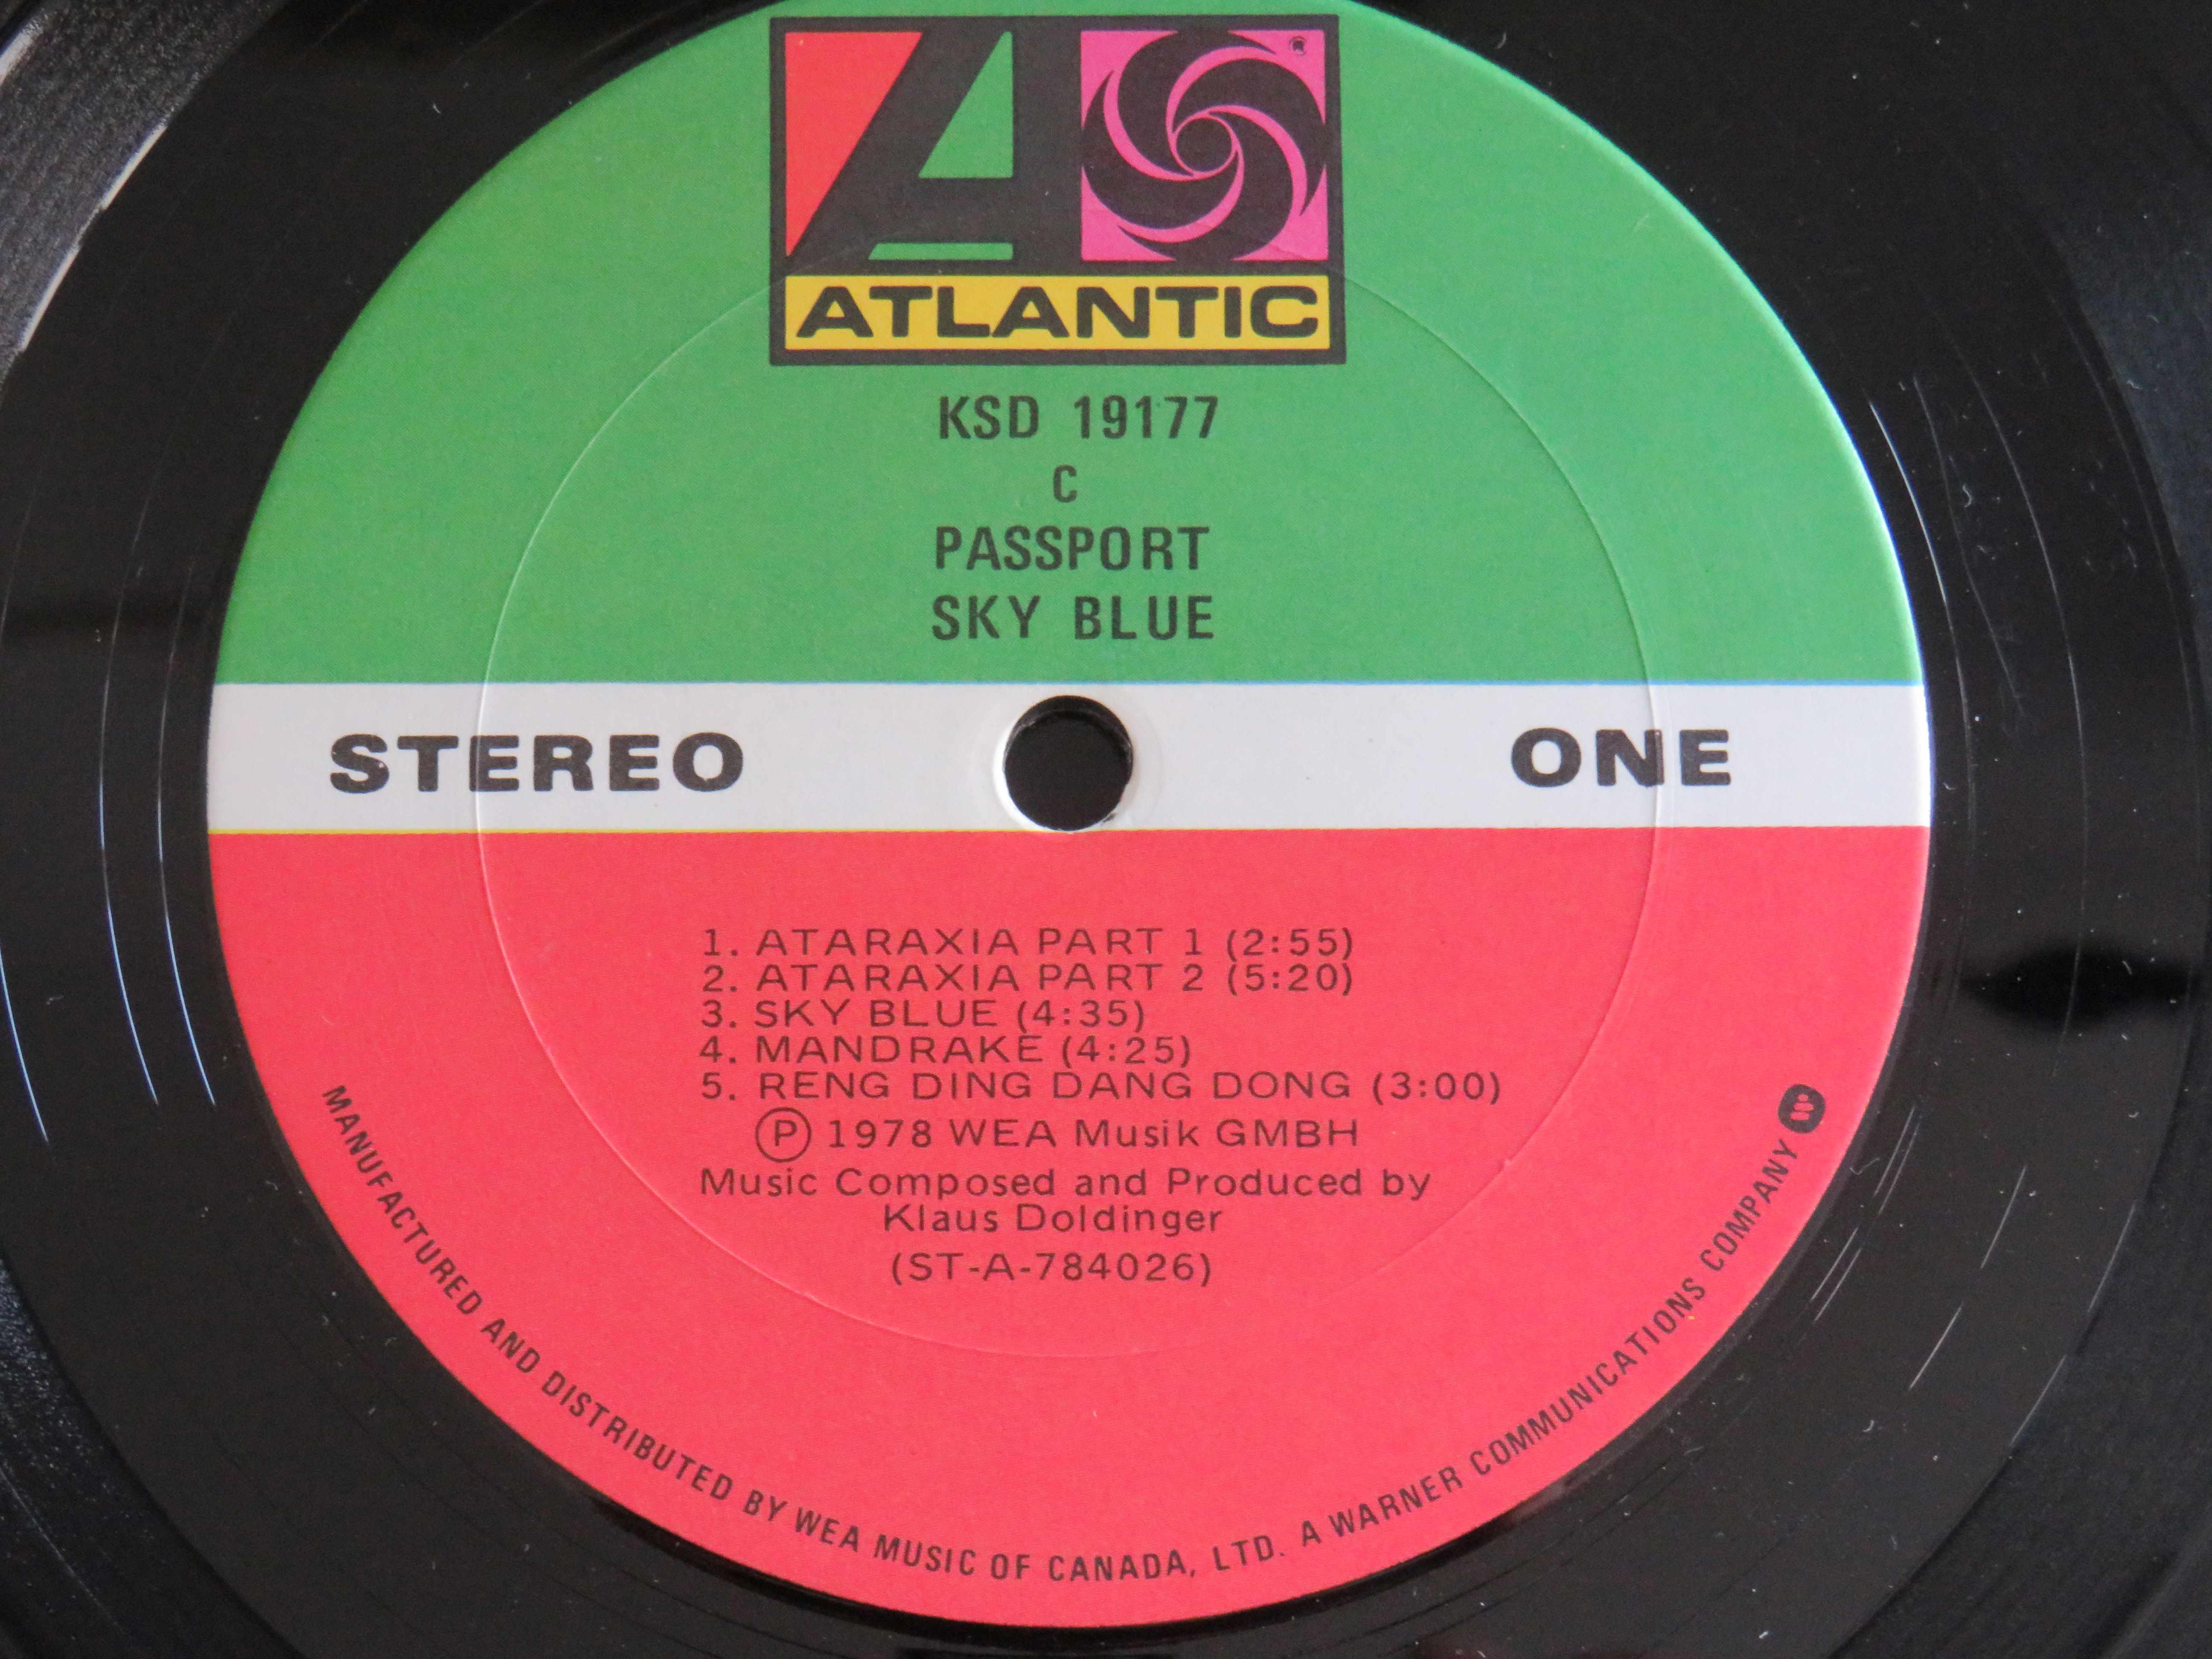 ATLANTIC
KSD 19177
C
PASSPORT
SKY BLUE
STEREO
ONE
1. ATARAXIA PART 1 (2:55)
2. ATARAXIA PART 2 (5:20)
3. SKY BLUE (4:35)
4. MANDRAKE (4:25)
5. RENG DING DANG DONG (3:00)
Ⓟ 1978 WEA Musik GMBH
Music Composed and Produced by
Klaus Doldinger
(ST-A-784026)
MANUFACTURED AND DISTRIBUTED BY WEA MUSIC OF CANADA, LTD. A WARNER COMMUNICATIONS COMPANY